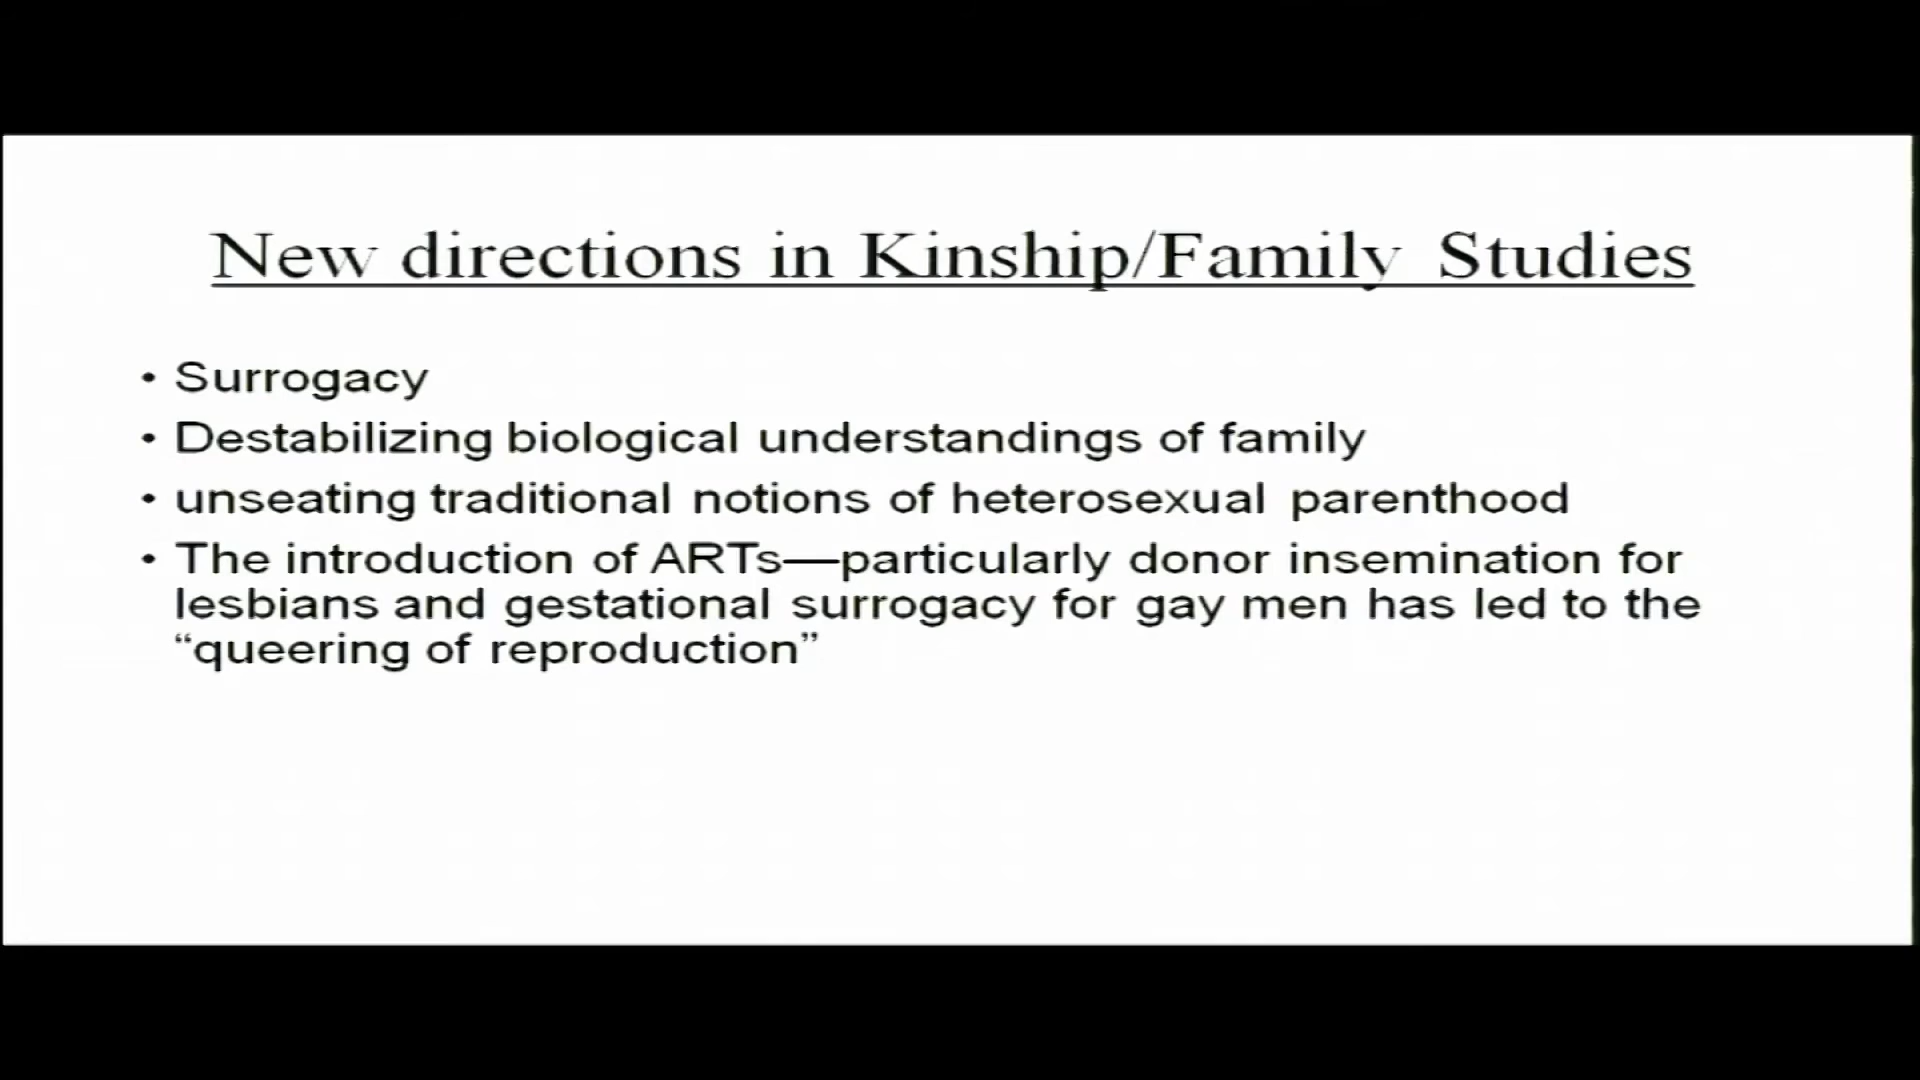 New directions in Kinship/Family Studies
• Surrogacy
• Destabilizing biological understandings of family
• unseating traditional notions of heterosexual parenthood
• The introduction of ARTs—particularly donor insemination for
lesbians and gestational surrogacy for gay men has led to the
“queering of reproduction”